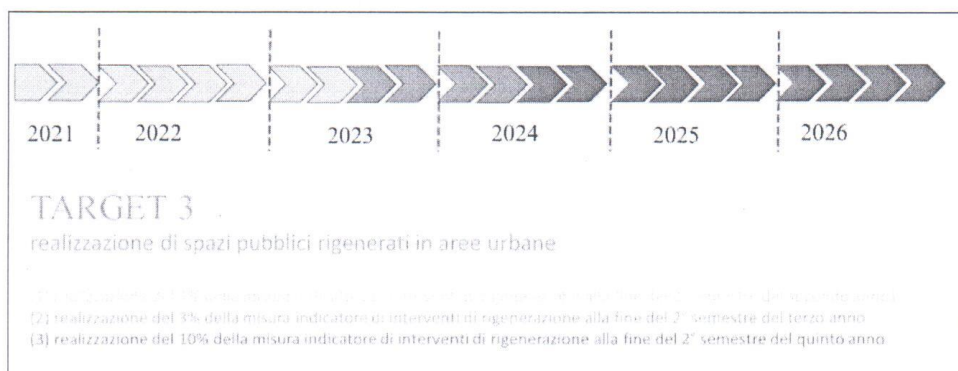 2021 2022 2023 2024 2025 2026
TARGET 3
realizzazione di spazi pubblici rigenerati in aree urbane
(2) realizzazione del 3% della misura indicatore di interventi di rigenerazione alla fine del 2° semestre del terzo anno
(3) realizzazione del 10% della misura indicatore di interventi di rigenerazione alla fine del 2° semestre del quinto anno